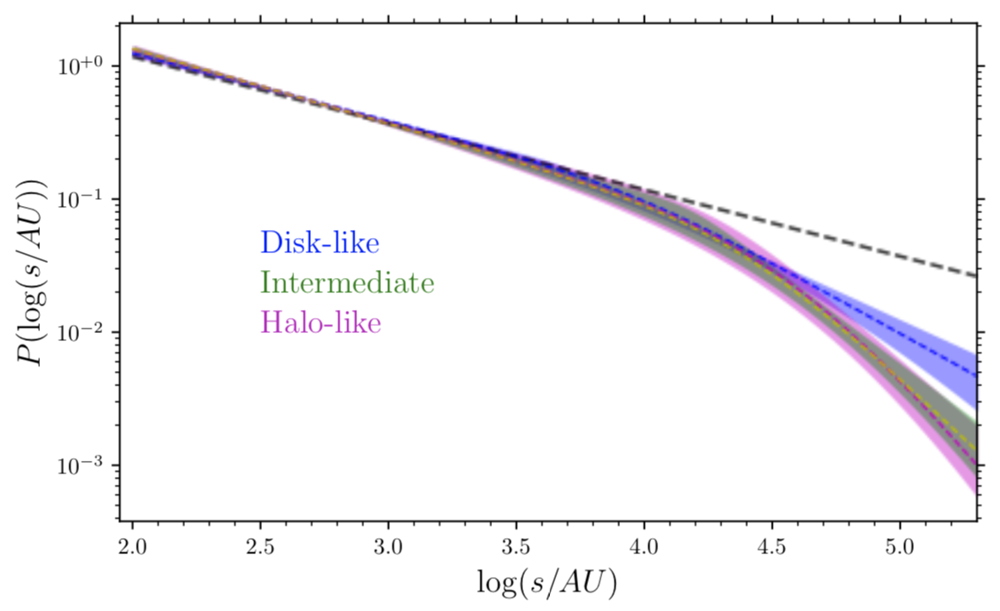 10⁺⁰
10⁻¹
10⁻²
10⁻³
P(log(s/AU))
Disk-like
Intermediate
Halo-like
2.0 2.5 3.0 3.5 4.0 4.5 5.0
log(s/AU)